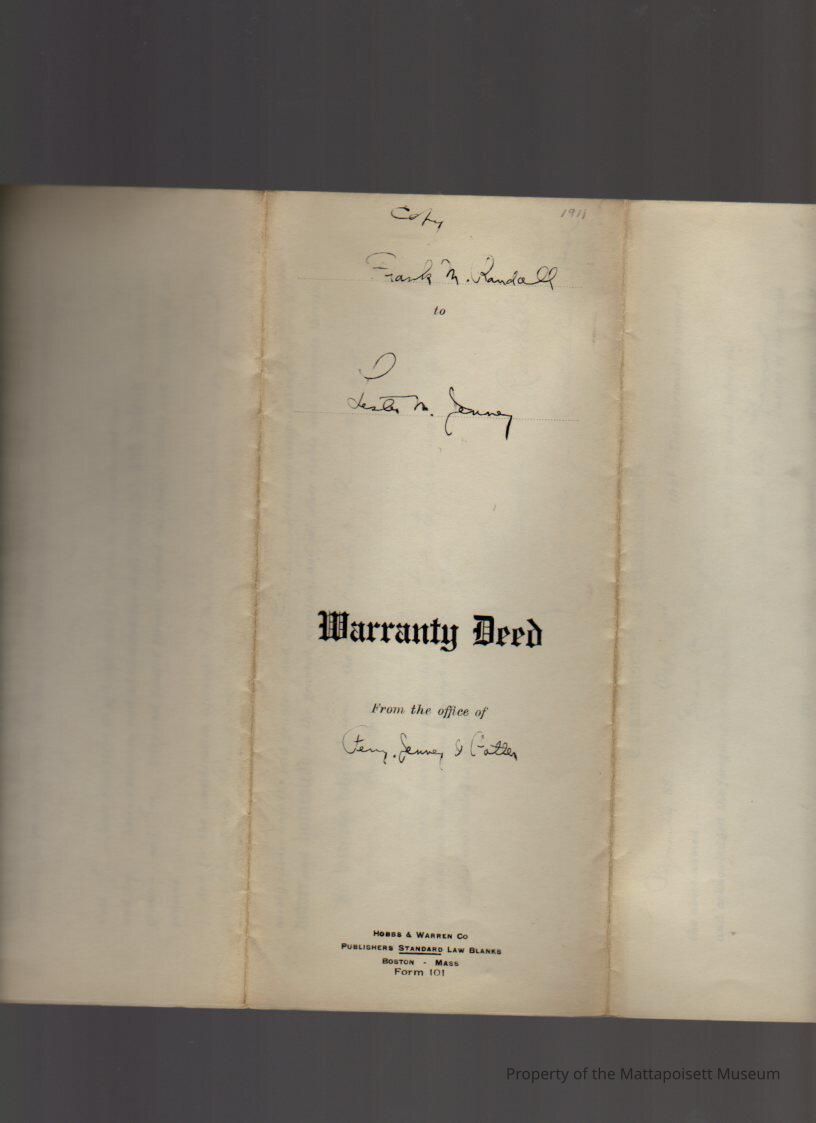 Copy 1911
Frank M. Randall
to
Lester M. Jenney
Warranty Deed
From the office of
Perry, Jenney & Potter
HOBBS & WARREN CO
PUBLISHERS STANDARD LAW BLANKS
BOSTON - MASS
Form 101
Property of the Mattapoisett Museum